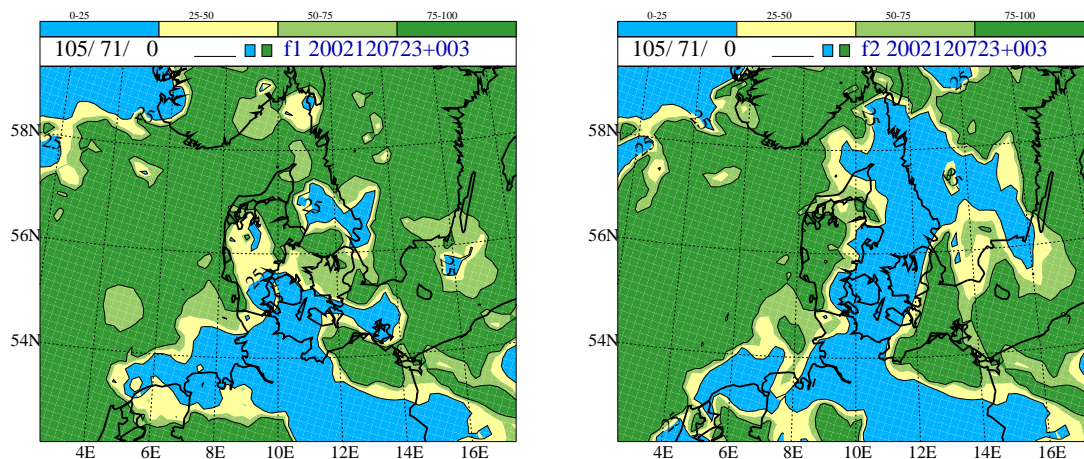 0-25 25-50 50-75 75-100
105/ 71/ 0 f1 2002120723+003
58N
56N
54N
4E 6E 8E 10E 12E 14E 16E
25
0-25 25-50 50-75 75-100
105/ 71/ 0 f2 2002120723+003
58N
56N
54N
4E 6E 8E 10E 12E 14E 16E